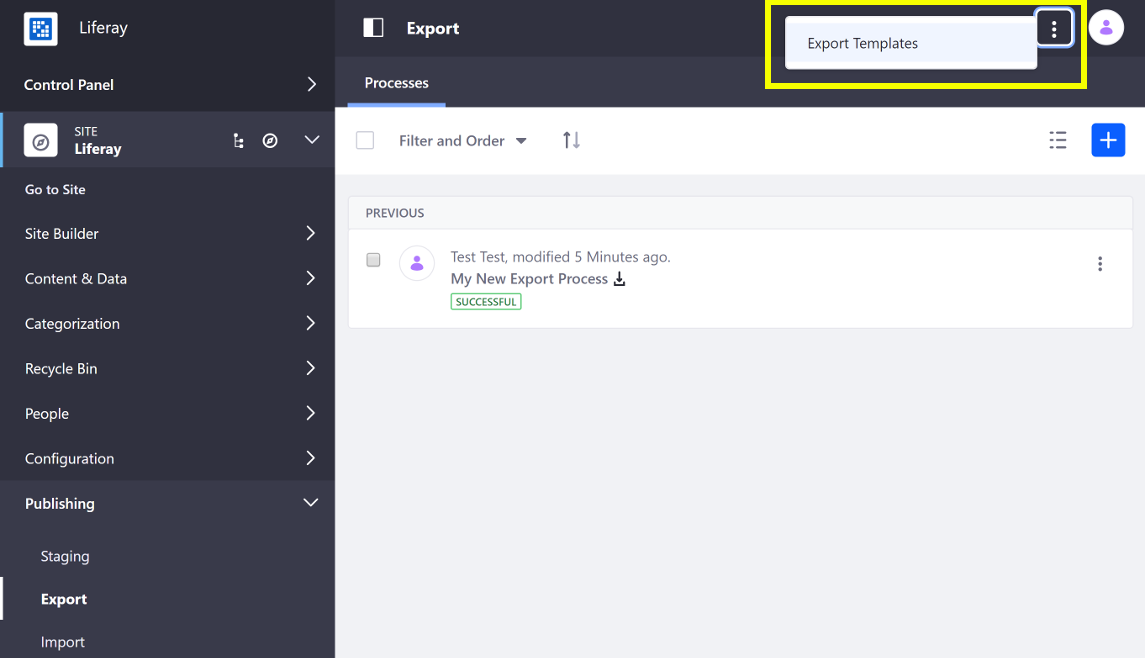 Liferay
Control Panel
SITE
Liferay
Go to Site
Site Builder
Content & Data
Categorization
Recycle Bin
People
Configuration
Publishing
Staging
Export
Import
Export
Export Templates
Processes
Filter and Order
PREVIOUS
Test Test, modified 5 Minutes ago.
My New Export Process
SUCCESSFUL